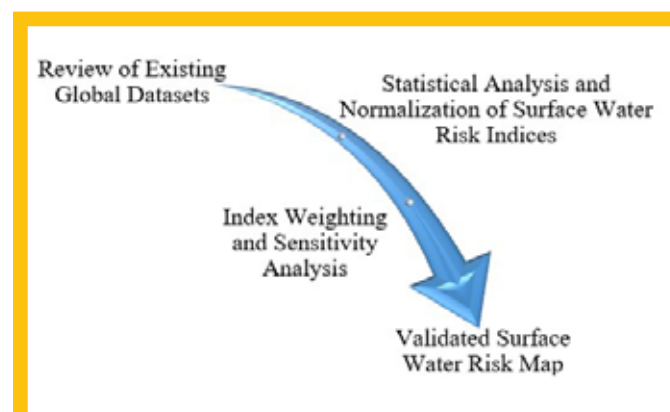 Review of Existing
Global Datasets
Statistical Analysis and
Normalization of Surface Water
Risk Indices
Index Weighting
and Sensitivity
Analysis
Validated Surface
Water Risk Map